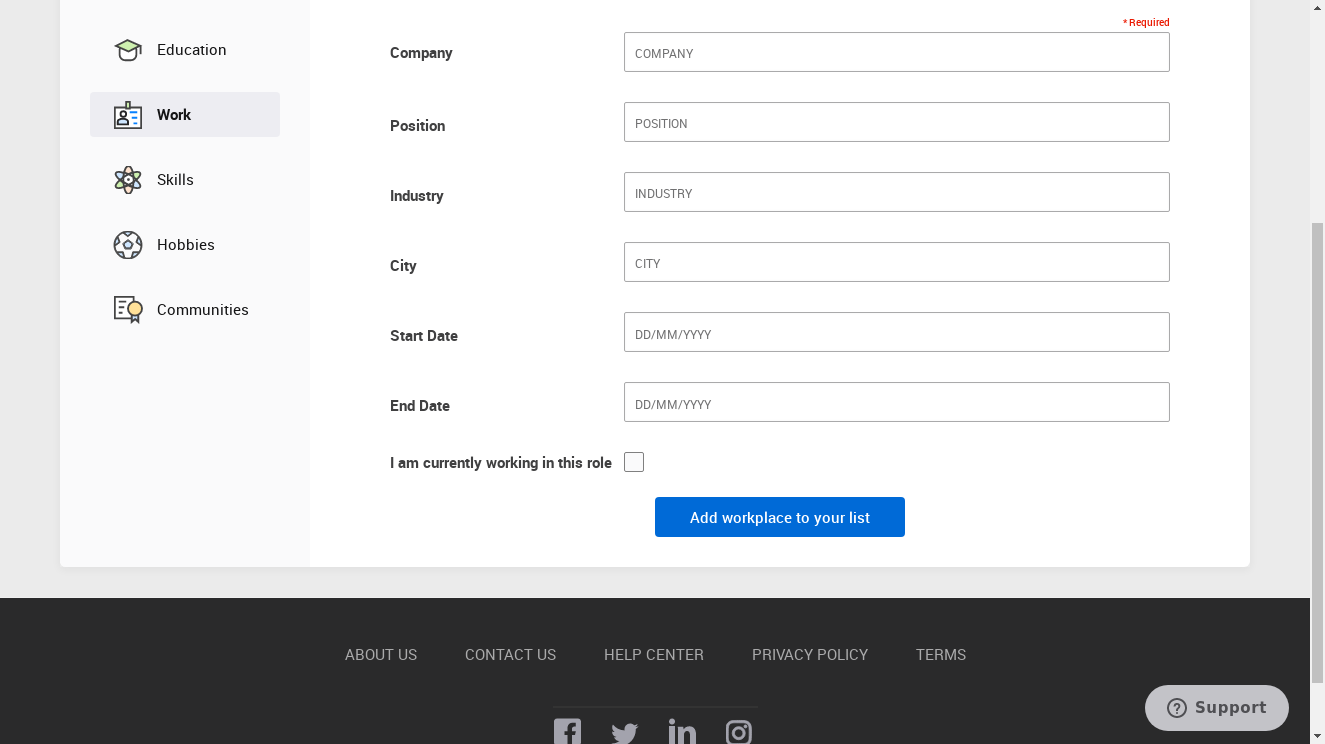 * Required
Education
Company
COMPANY
Work
Position
POSITION
Skills
Industry
INDUSTRY
Hobbies
City
CITY
Communities
Start Date
DD/MM/YYYY
End Date
DD/MM/YYYY
I am currently working in this role
Add workplace to your list
ABOUT US
CONTACT US
HELP CENTER
PRIVACY POLICY
TERMS
Support